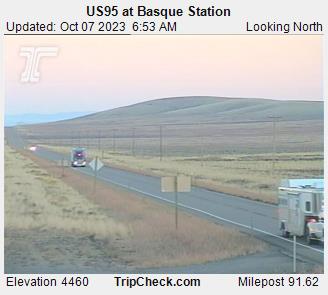 US95 at Basque Station
Updated: Oct 07 2023 6:53 AM Looking North
Elevation 4460 TripCheck.com Milepost 91.62